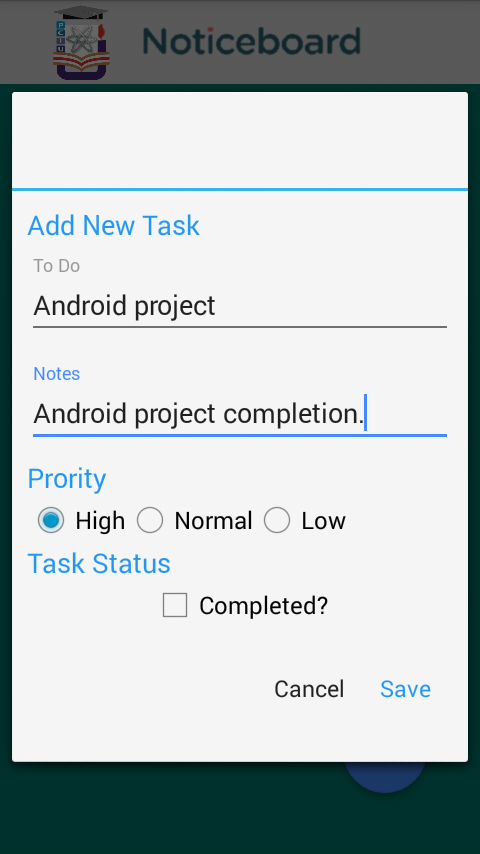 PCIU
Noticeboard
Add New Task
To Do
Android project
Notes
Android project completion.
Prority
High Normal Low
Task Status
Completed?
Cancel Save